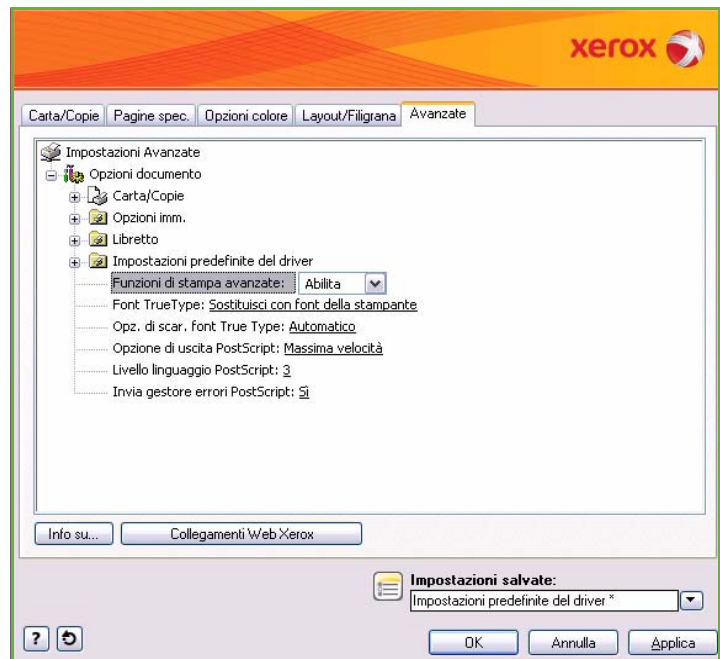 xerox
Carta/Copie Pagine spec. Opzioni colore Layout/Filigrana Avanzate
Impostazioni Avanzate
Opzioni documento
Carta/Copie
Opzioni imm.
Libretto
Impostazioni predefinite del driver
Funzioni di stampa avanzate: Abilita
Font TrueType: Sostituisci con font della stampante
Opz. di scar. font True Type: Automatico
Opzione di uscita PostScript: Massima velocità
Livello linguaggio PostScript: 3
Invia gestore errori PostScript: Sì
Info su... Collegamenti Web Xerox
Impostazioni salvate:
Impostazioni predefinite del driver *
? OK Annulla Applica